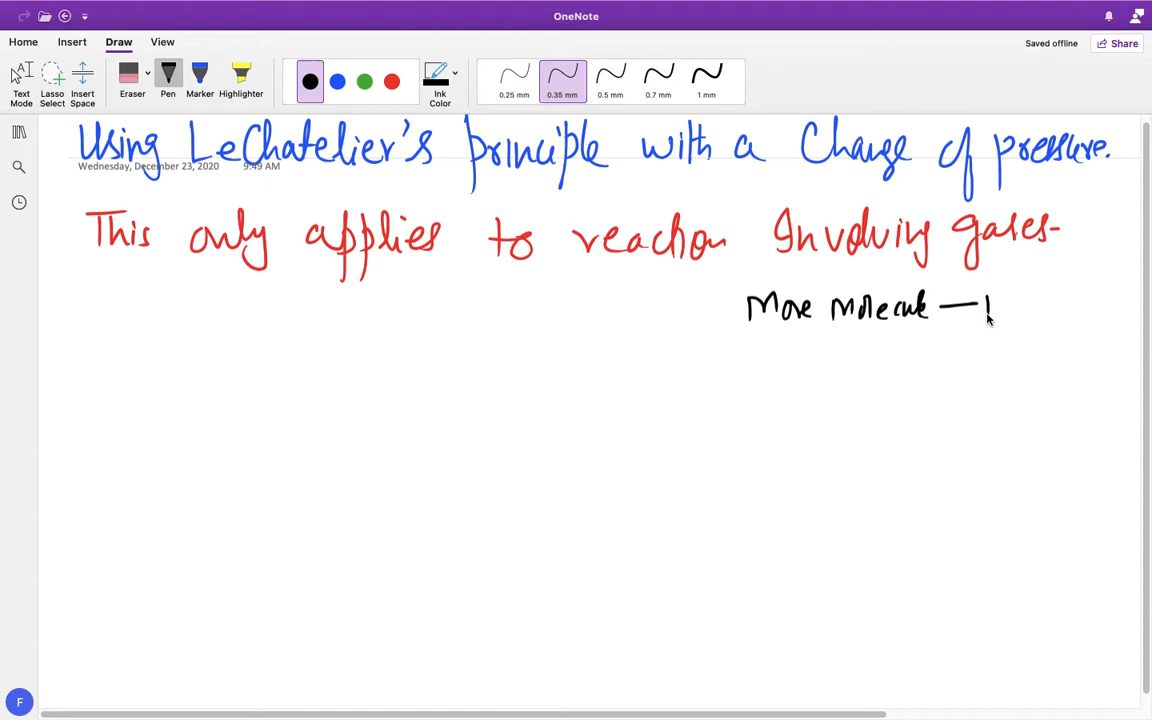 OneNote
Home Insert Draw View
Saved offline Share
Text Mode Lasso Select Insert Space Eraser Pen Marker Highlighter Ink Color 0.25 mm 0.35 mm 0.5 mm 0.7 mm 1 mm
Using LeChatelier's principle with a Change of pressure.
Wednesday, December 23, 2020 9:49 AM
This only applies to reaction Involving gases-
More Molecule —
F